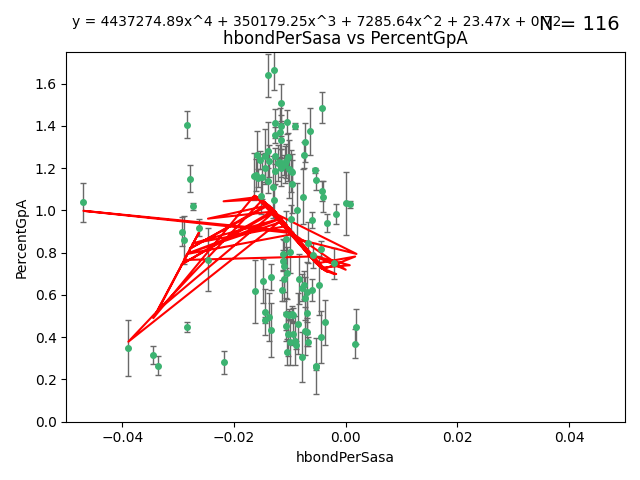 y = 4437274.89x^4 + 350179.25x^3 + 7285.64x^2 + 23.47x + 0.72
N = 116
hbondPerSasa vs PercentGpA
PercentGpA
1.6
1.4
1.2
1.0
0.8
0.6
0.4
0.2
0.0
−0.04 −0.02 0.00 0.02 0.04
hbondPerSasa